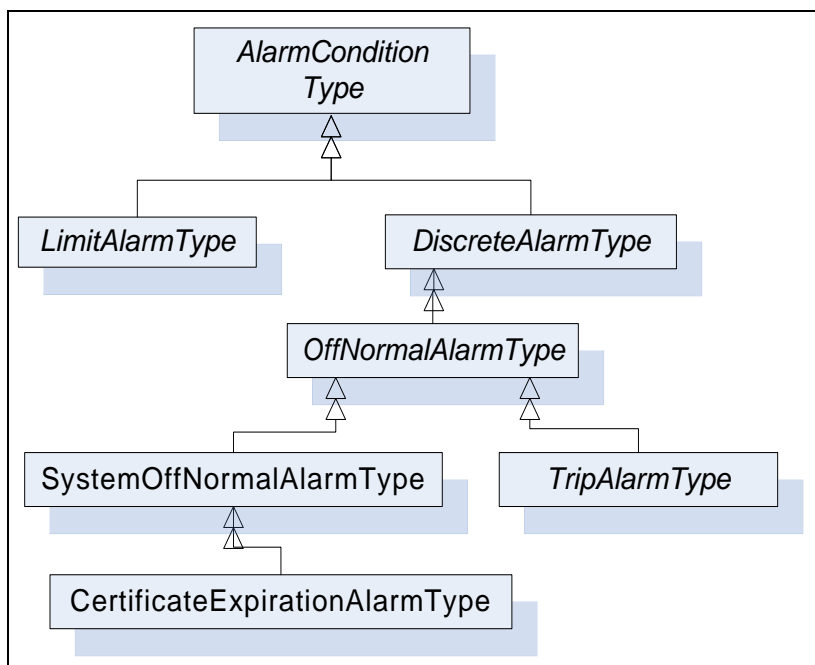 AlarmCondition
Type
LimitAlarmType
DiscreteAlarmType
OffNormalAlarmType
SystemOffNormalAlarmType
TripAlarmType
CertificateExpirationAlarmType